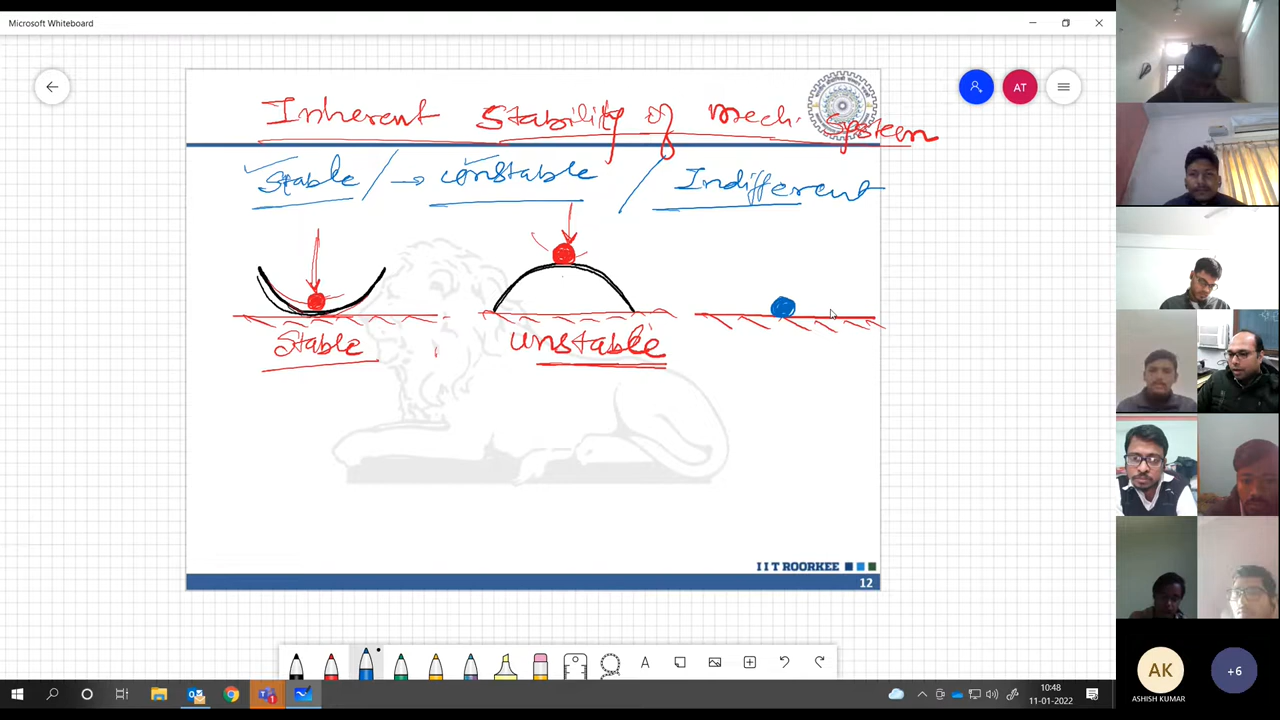 Microsoft Whiteboard
AT
Inherent Stability of Mech. System
Stable / → unstable / Indifferent
Stable
unstable
I I T ROORKEE
12
A
AK
+6
ASHISH KUMAR
10:48
11-01-2022